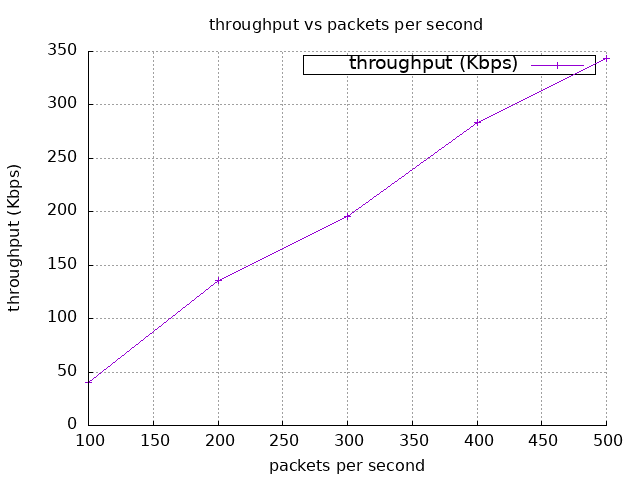 throughput vs packets per second
throughput (Kbps)
350
300
250
200
150
100
50
0
throughput (Kbps)
100 150 200 250 300 350 400 450 500
packets per second